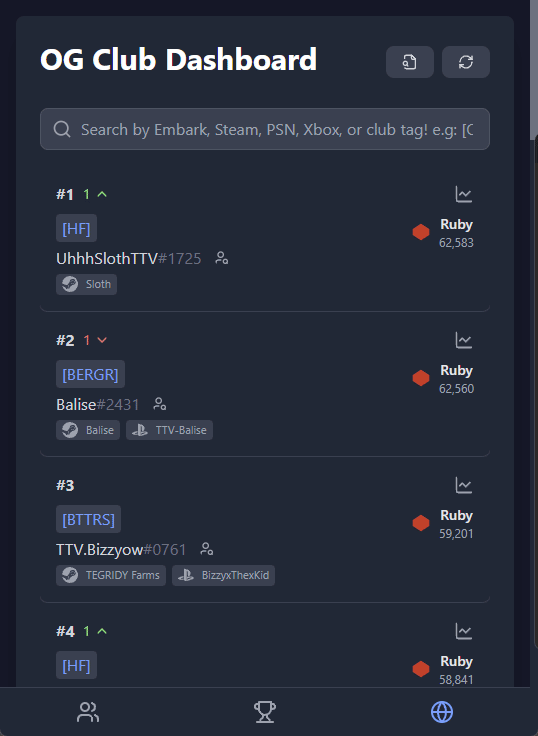 OG Club Dashboard
Search by Embark, Steam, PSN, Xbox, or club tag! e.g: [C
#1 1
[HF]
Ruby
62,583
UhhhSlothTTV#1725
Sloth
#2 1
[BERGR]
Ruby
62,560
Balise#2431
Balise TTV-Balise
#3
[BTTRS]
Ruby
59,201
TTV.Bizzyow#0761
TEGRIDY Farms BizzyxThexKid
#4 1
[HF]
Ruby
58,841